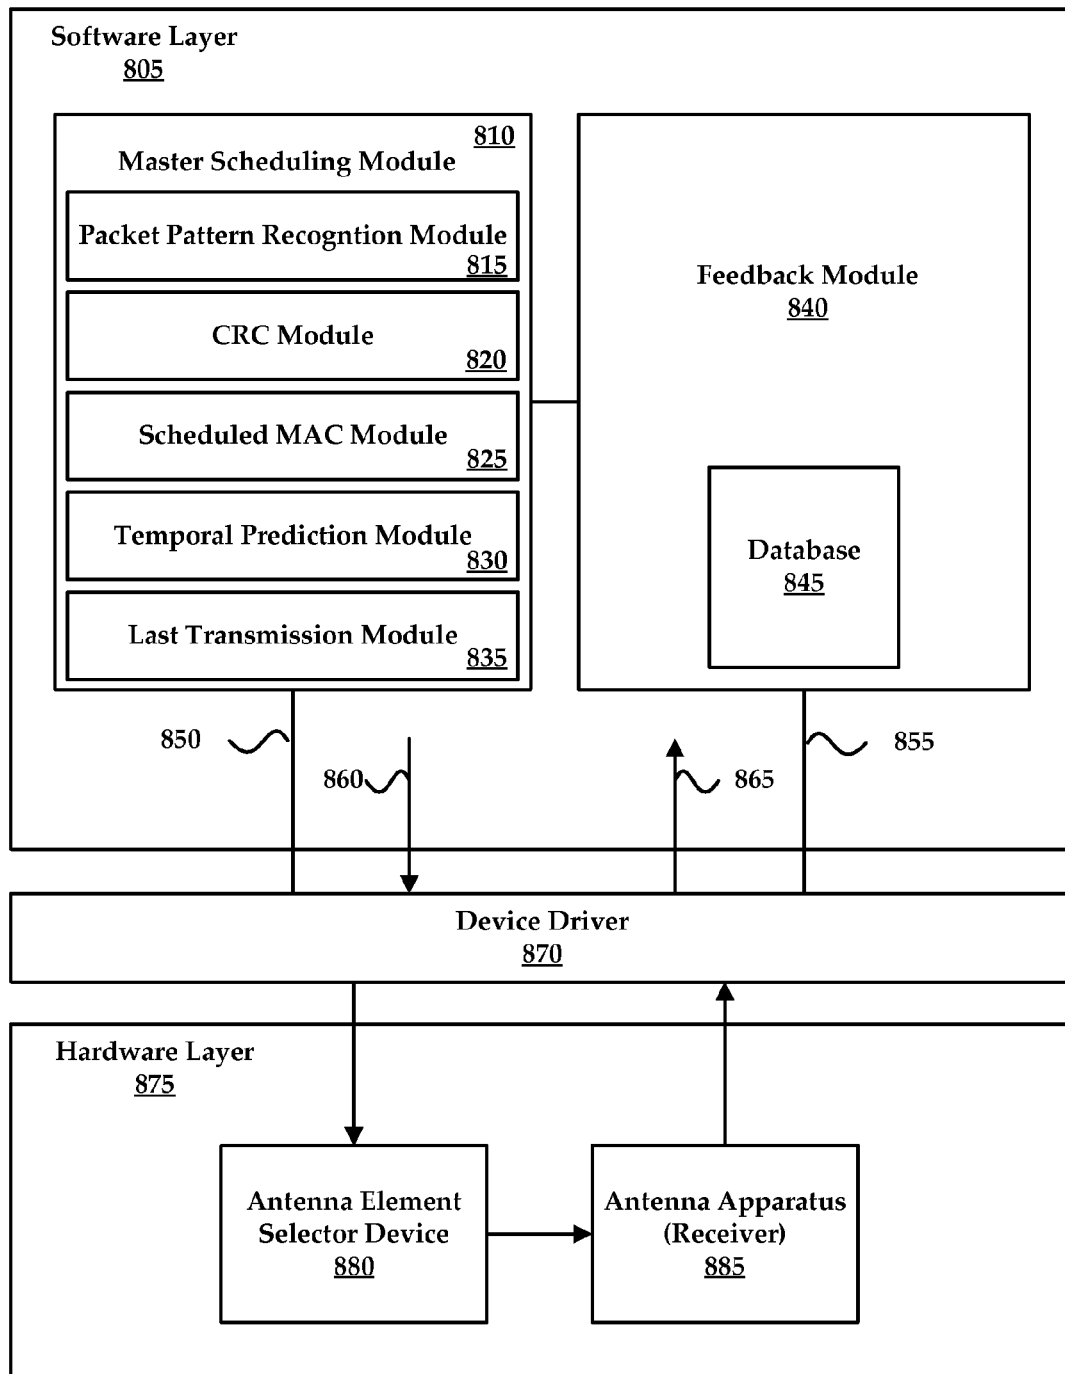 Software Layer
805
810
Master Scheduling Module
Packet Pattern Recogntion Module
815
CRC Module
820
Scheduled MAC Module
825
Temporal Prediction Module
830
Last Transmission Module
835
Feedback Module
840
Database
845
850
860
865
855
Device Driver
870
Hardware Layer
875
Antenna Element
Selector Device
880
Antenna Apparatus
(Receiver)
885